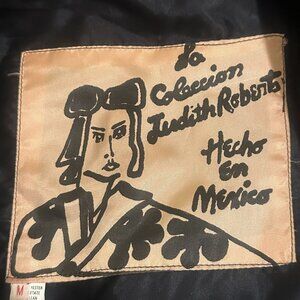 La
Coleccion
Judith Roberts
Hecho
En
Mexico
M